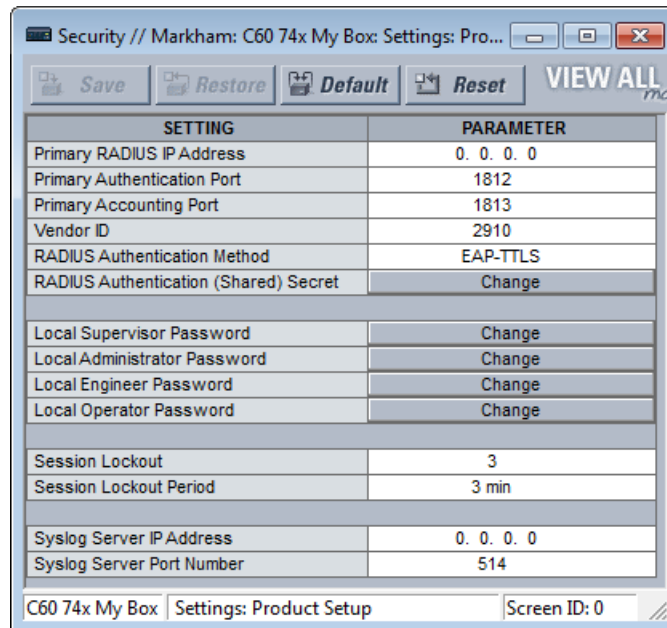 Security // Markham: C60 74x My Box: Settings: Pro...
Save Restore Default Reset VIEW ALL
SETTING PARAMETER
Primary RADIUS IP Address 0. 0. 0. 0
Primary Authentication Port 1812
Primary Accounting Port 1813
Vendor ID 2910
RADIUS Authentication Method EAP-TTLS
RADIUS Authentication (Shared) Secret Change
Local Supervisor Password Change
Local Administrator Password Change
Local Engineer Password Change
Local Operator Password Change
Session Lockout 3
Session Lockout Period 3 min
Syslog Server IP Address 0. 0. 0. 0
Syslog Server Port Number 514
C60 74x My Box Settings: Product Setup Screen ID: 0